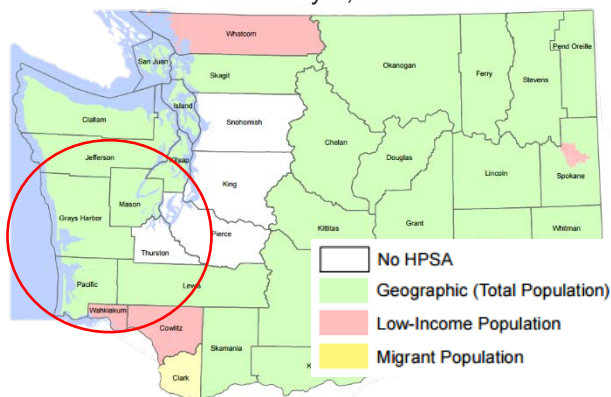 Whatcom
San Juan
Skagit
Okanogan
Ferry
Stevens
Pend Oreille
Island
Clallam
Snohomish
Chelan
Jefferson
Kitsap
Douglas
Lincoln
Spokane
King
Mason
Grays Harbor
Kittitas
Grant
Whitman
Pierce
Thurston
Pacific
Lewis
Wahkiakum
Cowlitz
Skamania
Clark
No HPSA
Geographic (Total Population)
Low-Income Population
Migrant Population